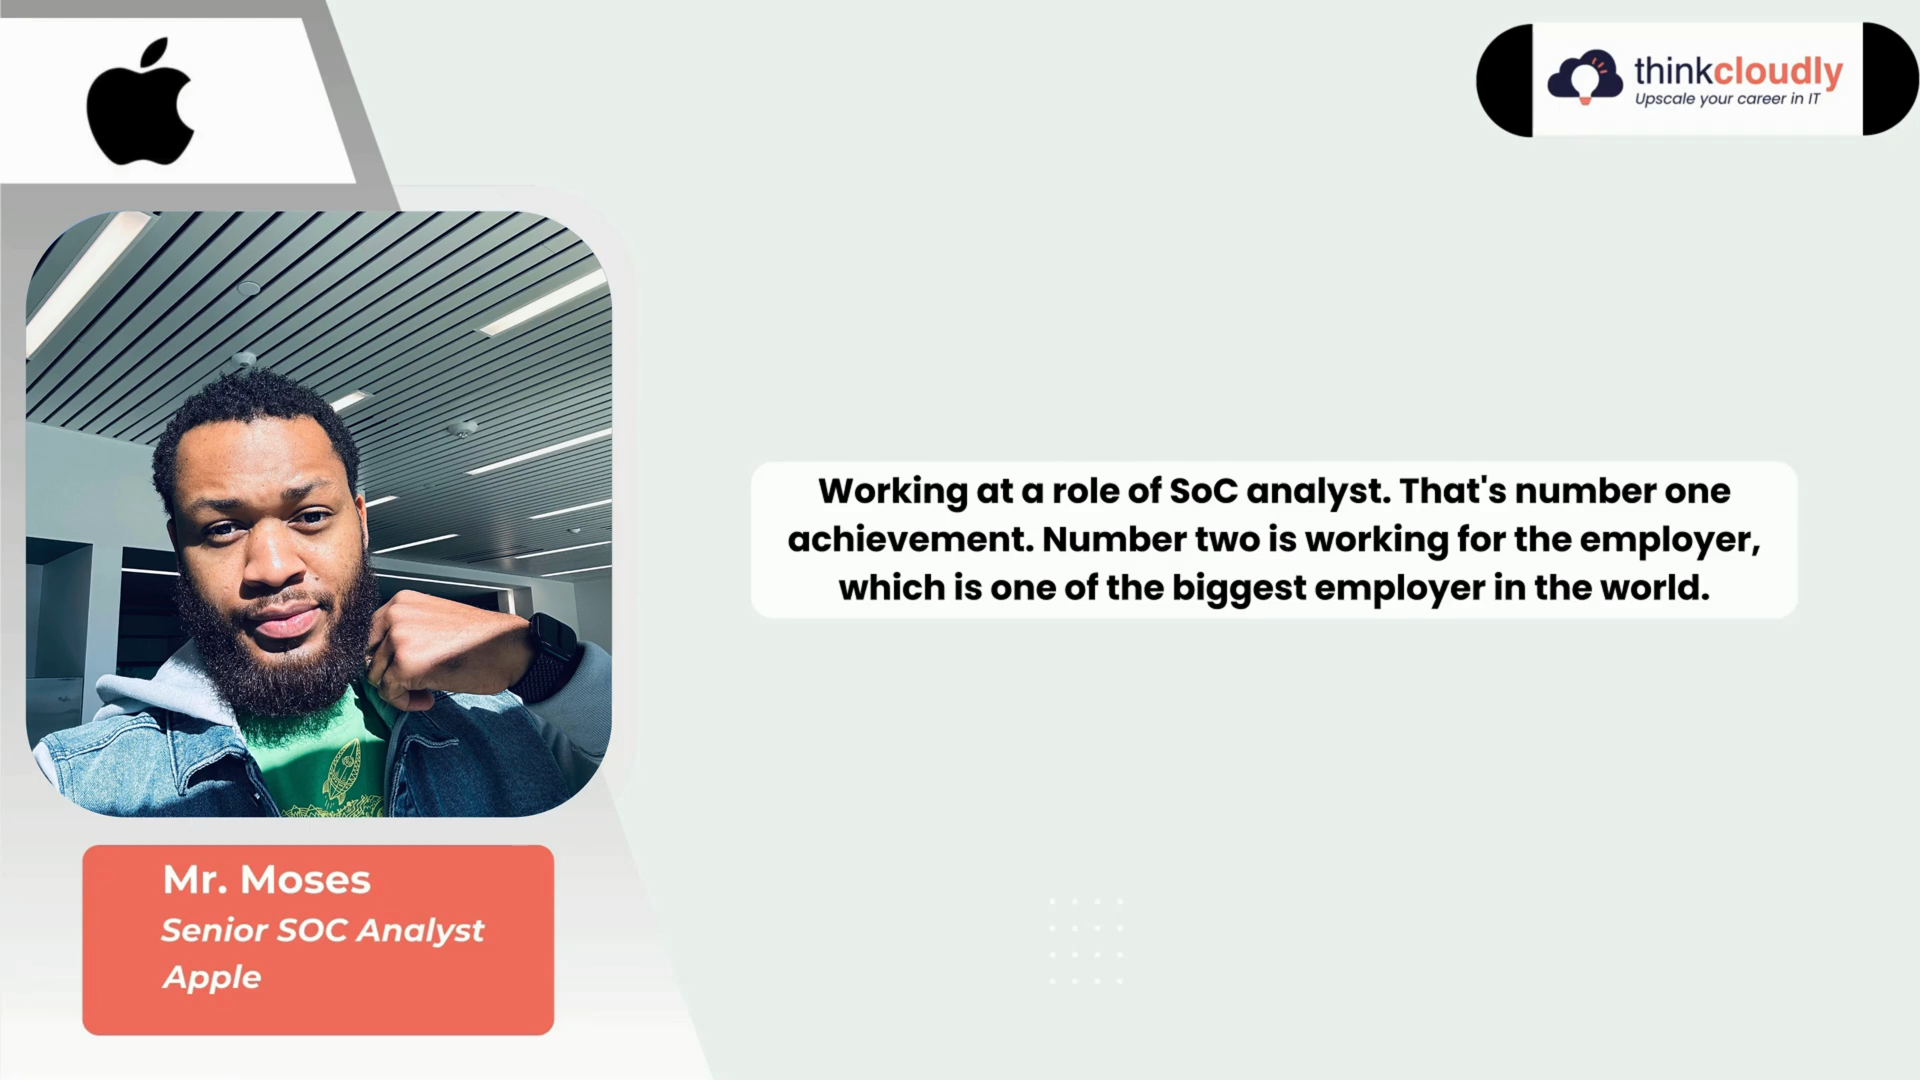 thinkcloudly
Upscale your career in IT
Working at a role of SoC analyst. That's number one
achievement. Number two is working for the employer,
which is one of the biggest employer in the world.
Mr. Moses
Senior SOC Analyst
Apple